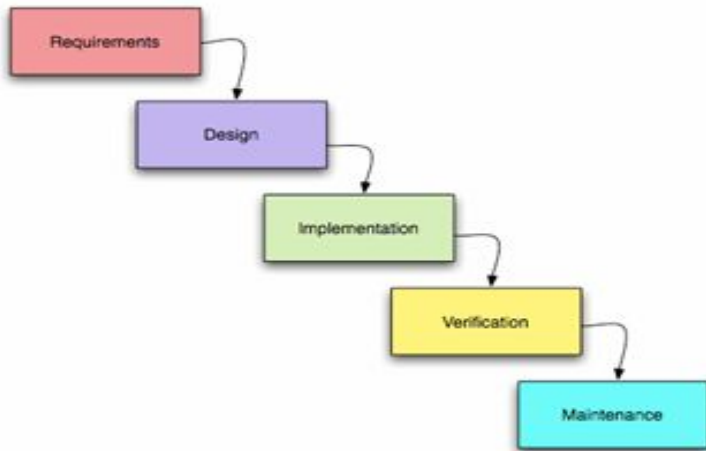 Requirements
Design
Implementation
Verification
Maintenance